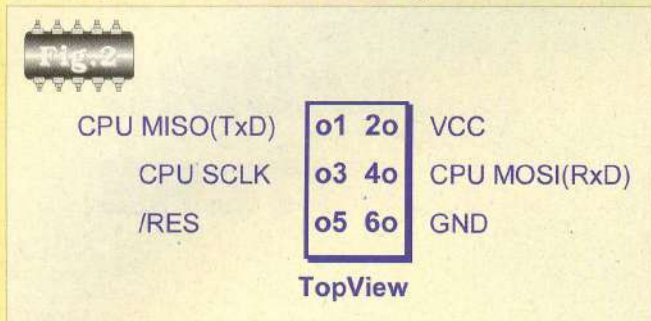 Fig.2
CPU MISO(TxD) o1 2o VCC
CPU SCLK o3 4o CPU MOSI(RxD)
/RES o5 6o GND
TopView